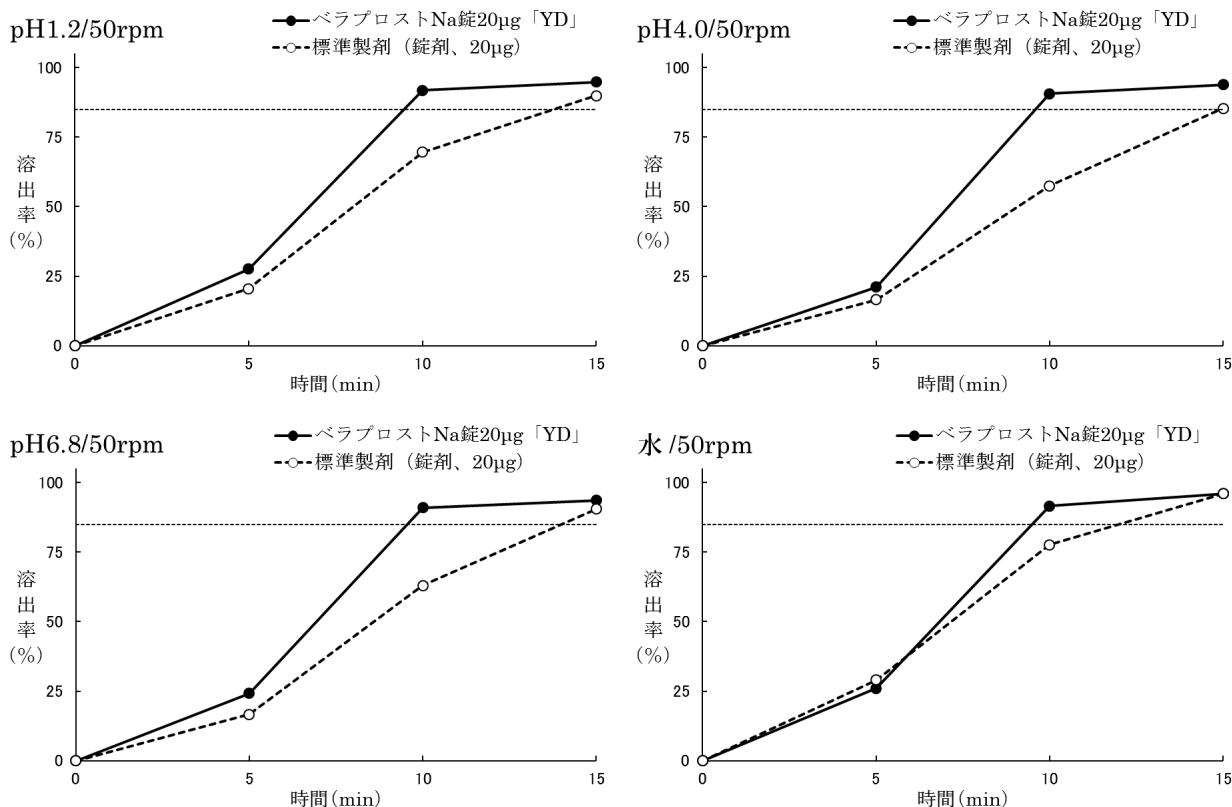 pH1.2/50rpm
ベラプロストNa錠20μg「YD」
標準製剤（錠剤、20μg）
100
75
50
25
0
溶出率(%)
0 5 10 15
時間(min)
pH4.0/50rpm
ベラプロストNa錠20μg「YD」
標準製剤（錠剤、20μg）
100
75
50
25
0
溶出率(%)
0 5 10 15
時間(min)
pH6.8/50rpm
ベラプロストNa錠20μg「YD」
標準製剤（錠剤、20μg）
100
75
50
25
0
溶出率(%)
0 5 10 15
時間(min)
水 /50rpm
ベラプロストNa錠20μg「YD」
標準製剤（錠剤、20μg）
100
75
50
25
0
溶出率(%)
0 5 10 15
時間(min)